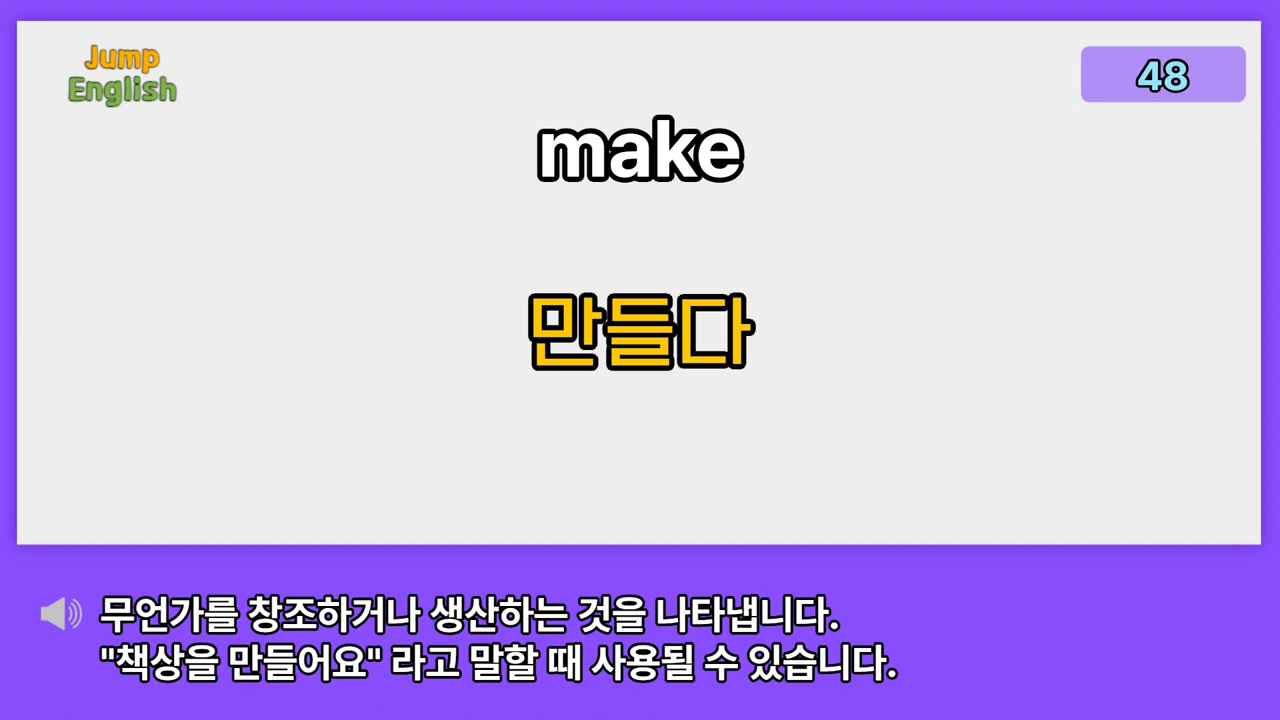 Jump
English
48
make
만들다
무언가를 창조하거나 생산하는 것을 나타냅니다.
"책상을 만들어요" 라고 말할 때 사용될 수 있습니다.